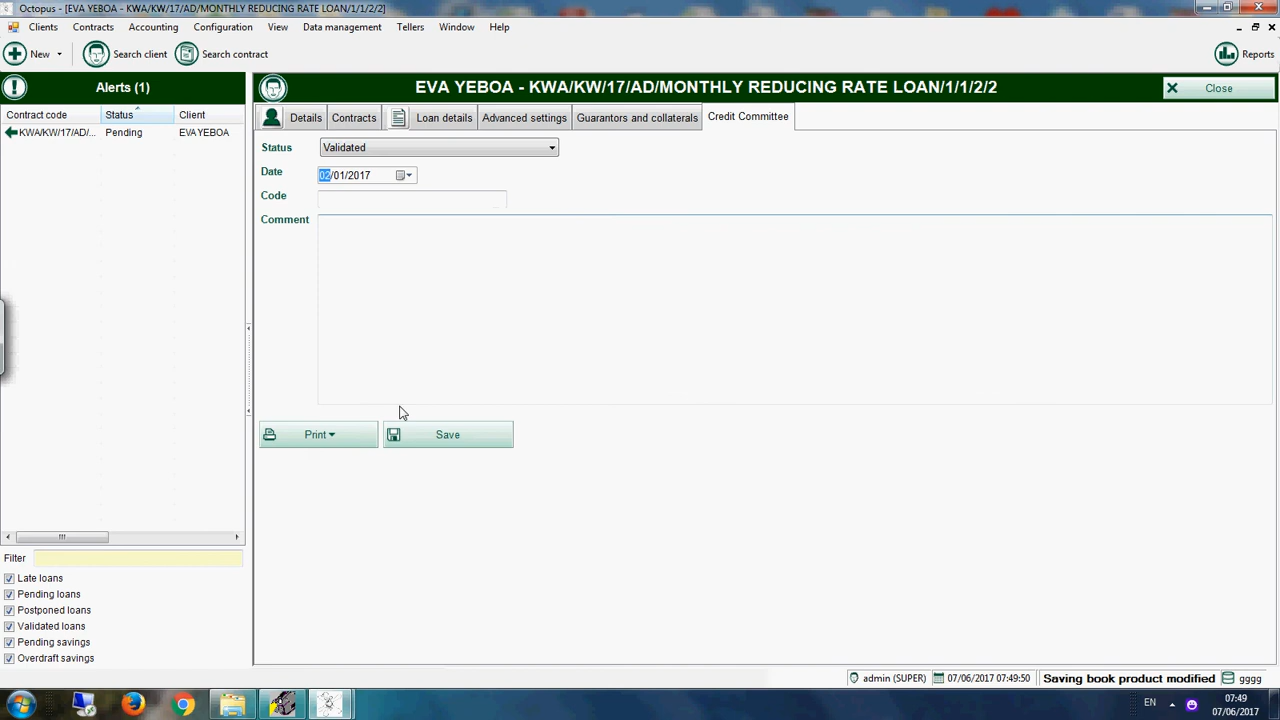 Octopus - [EVA YEBOA - KWA/KW/17/AD/MONTHLY REDUCING RATE LOAN/1/1/2/2]
Clients Contracts Accounting Configuration View Data management Tellers Window Help
New Search client Search contract Reports
Alerts (1)
EVA YEBOA - KWA/KW/17/AD/MONTHLY REDUCING RATE LOAN/1/1/2/2
Close
Contract code Status Client
KWA/KW/17/AD/... Pending EVA YEBOA
Details Contracts Loan details Advanced settings Guarantors and collaterals Credit Committee
Status Validated
Date 02/01/2017
Code
Comment
Print Save
Filter
Late loans
Pending loans
Postponed loans
Validated loans
Pending savings
Overdraft savings
admin (SUPER) 07/06/2017 07:49:50 Saving book product modified gggg
EN 07:49
07/06/2017